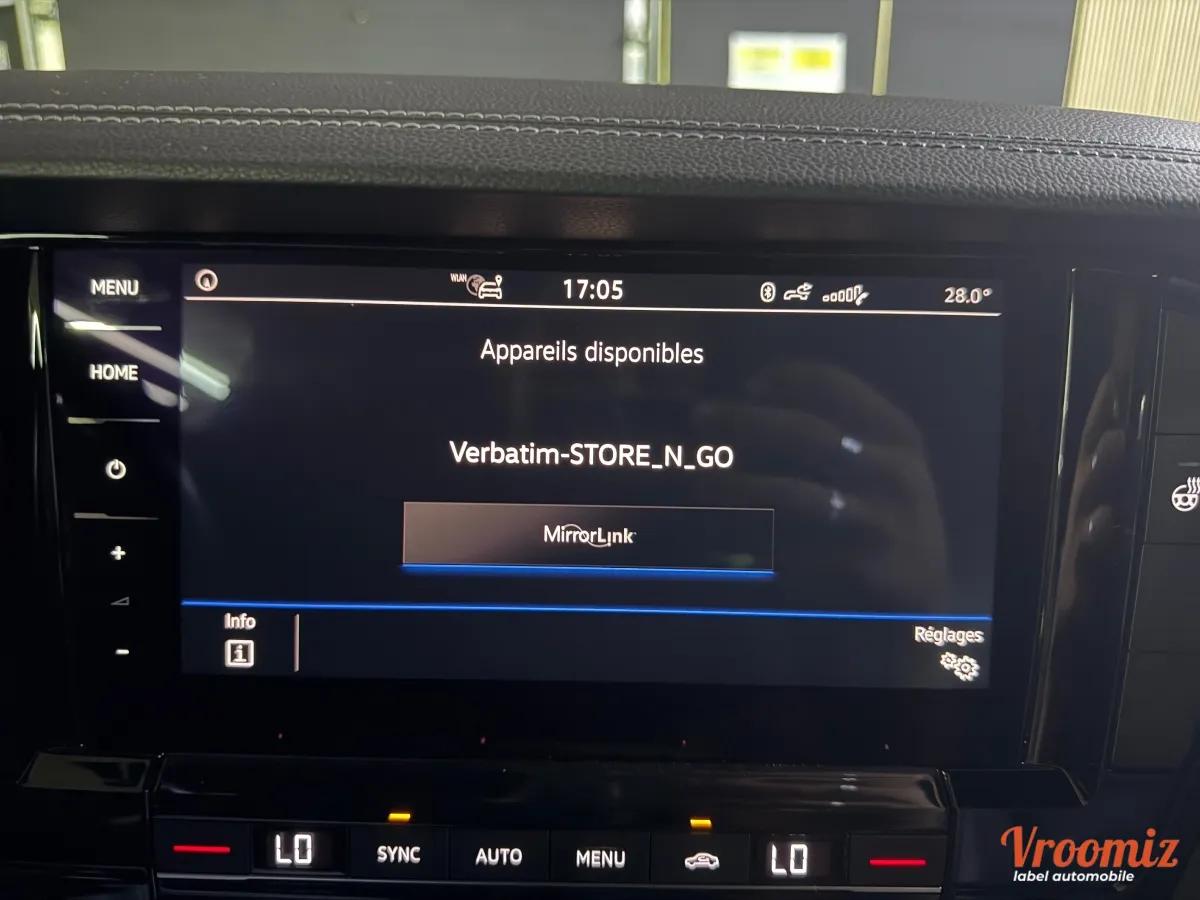 MENU
HOME
WLAN
17:05
28.0°
Appareils disponibles
Verbatim-STORE_N_GO
MirrorLink
Info
i
Réglages
+
-
LO
SYNC
AUTO
MENU
LO
Vroomiz
label automobile